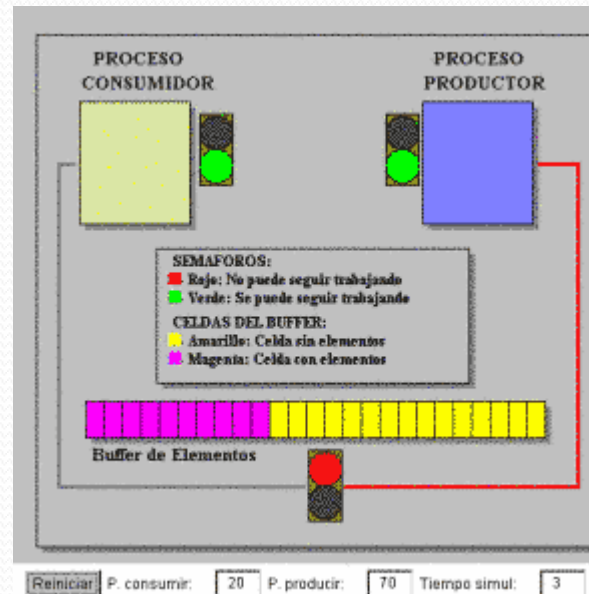 PROCESO
CONSUMIDOR
PROCESO
PRODUCTOR
SEMAFOROS:
Rojo: No puede seguir trabajando
Verde: Se puede seguir trabajando
CELDAS DEL BUFFER:
Amarillo: Celda sin elementos
Magenta: Celda con elementos
Buffer de Elementos
Reiniciar P. consumir: 20 P. producir: 70 Tiempo simul: 3